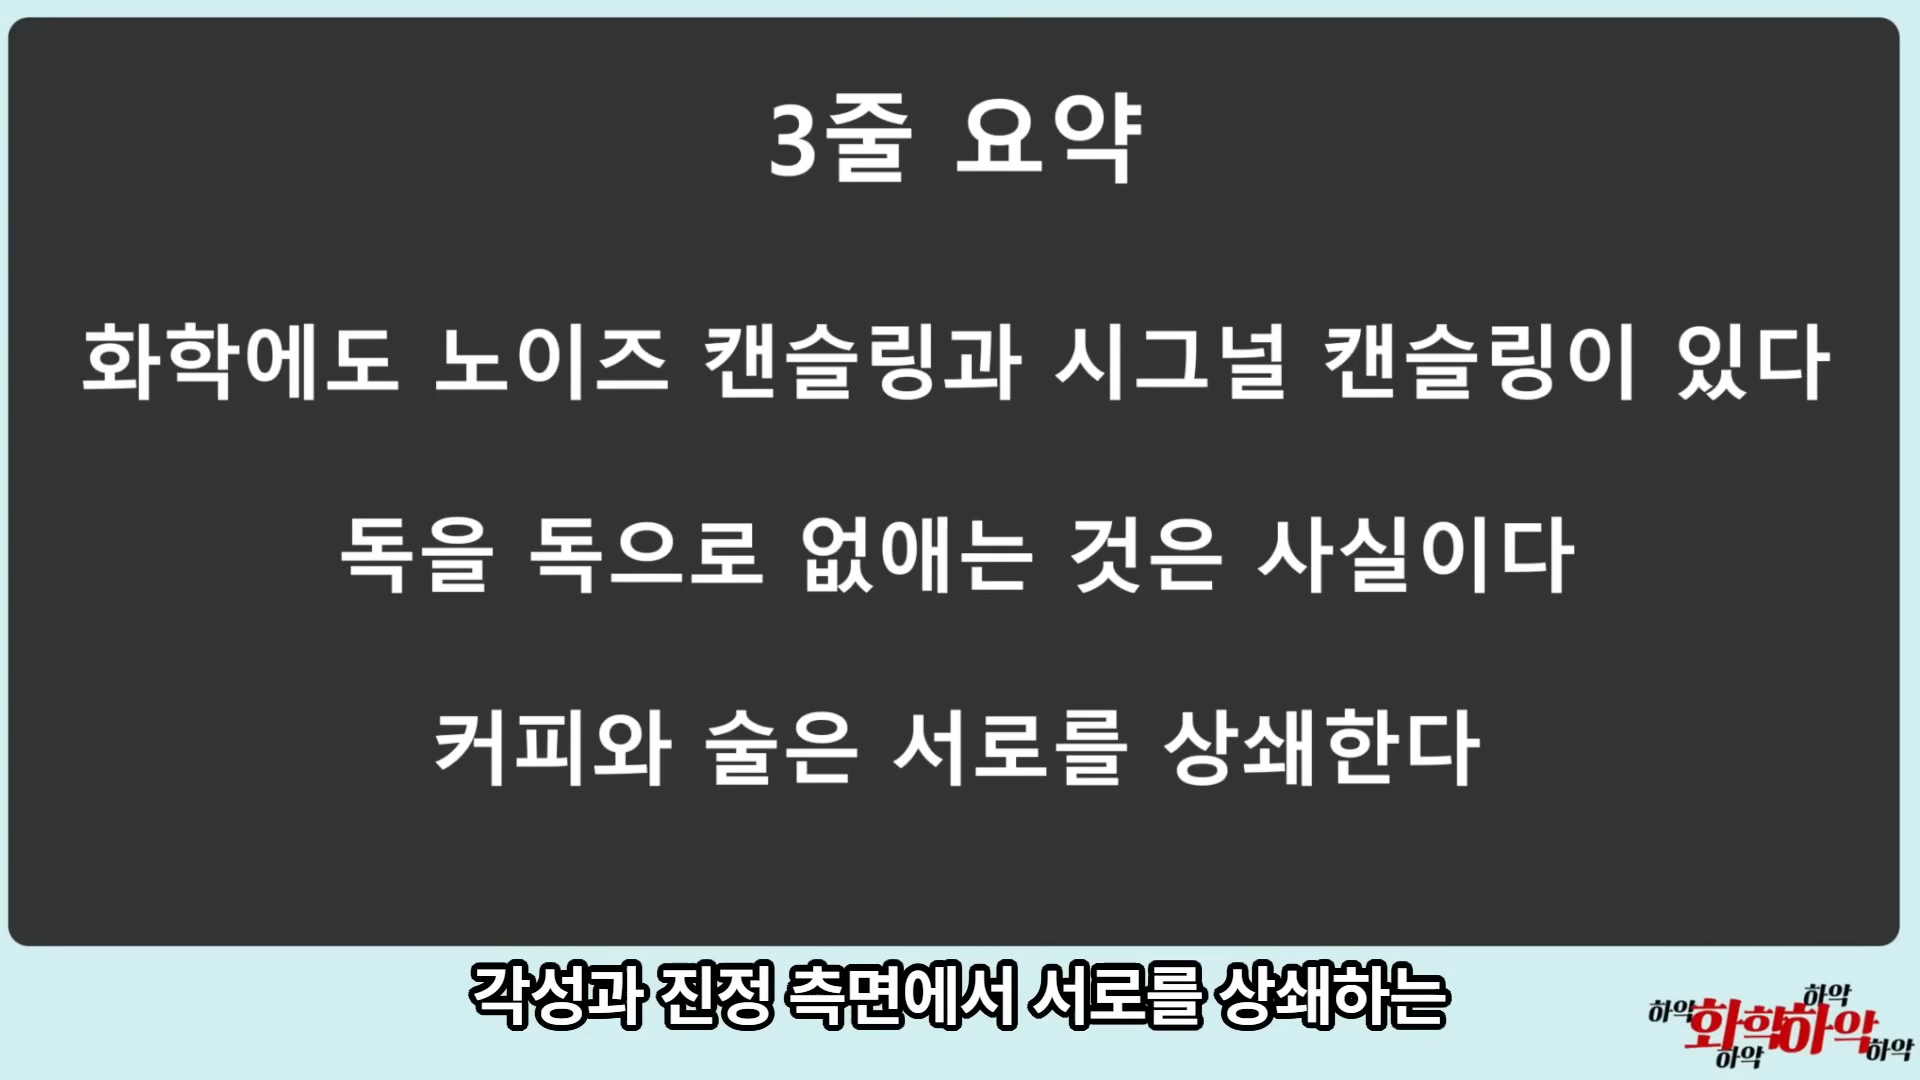 3줄 요약
화학에도 노이즈 캔슬링과 시그널 캔슬링이 있다
독을 독으로 없애는 것은 사실이다
커피와 술은 서로를 상쇄한다
각성과 진정 측면에서 서로를 상쇄하는
하악
하악
화학하악
하악
하악